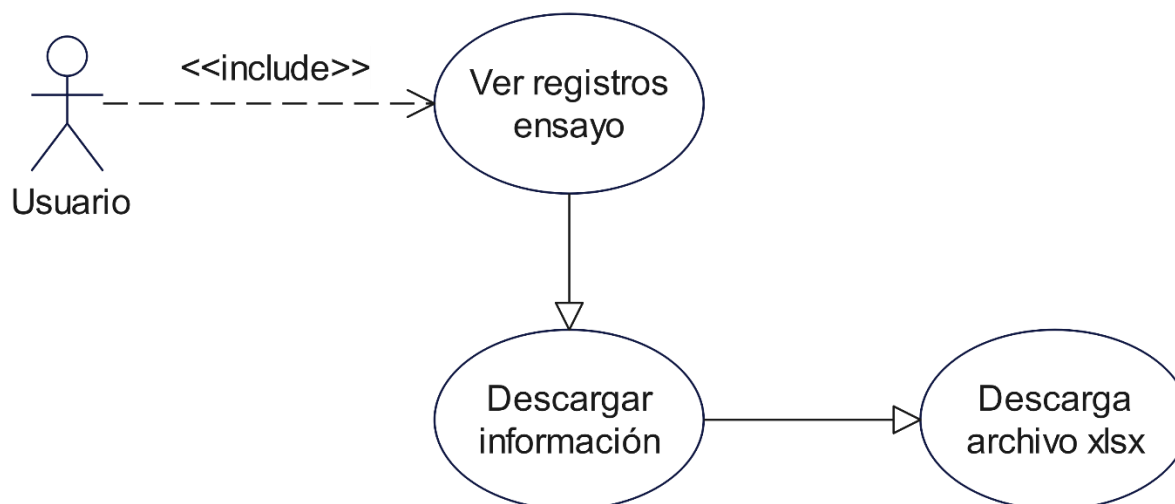 <<include>>
Ver registros
ensayo
Usuario
Descargar
información
Descarga
archivo xlsx